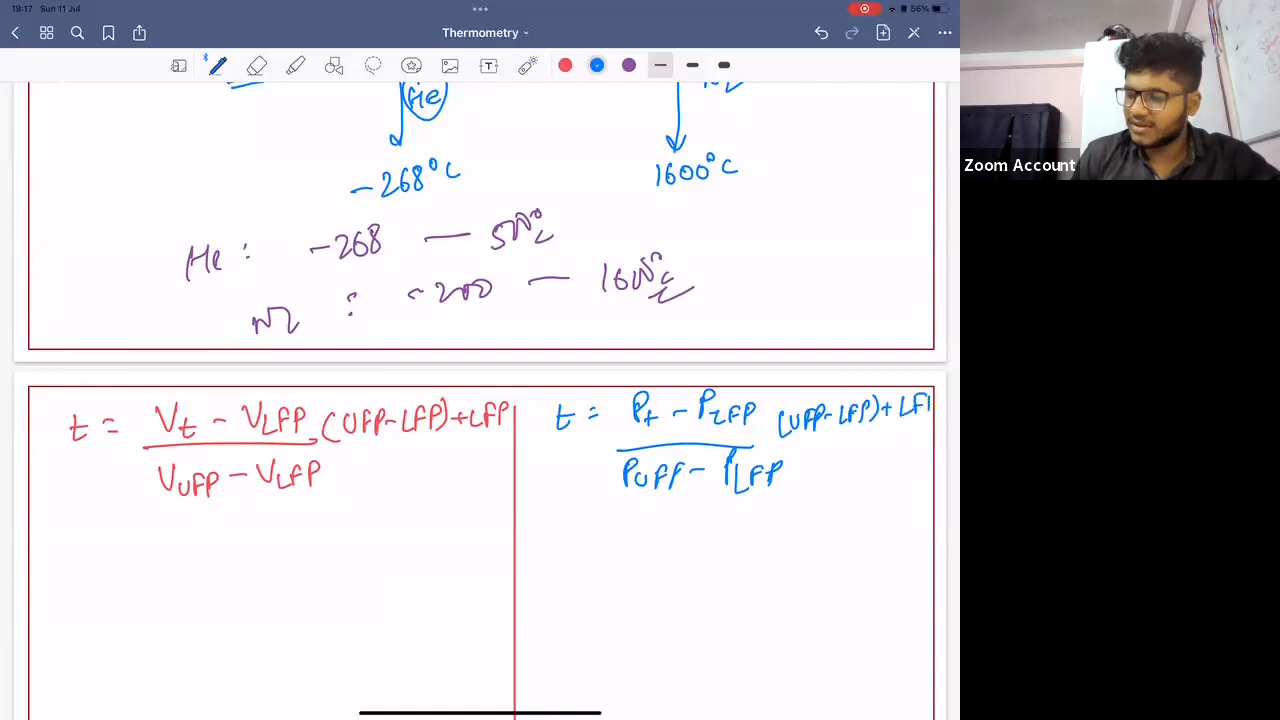 19:17 Sun 11 Jul
56%
Thermometry
He
-268°C
1600°C
He : -268 — 500°C
N2 : -200 — 1600°C
t = Vt - VLFP (UFP-LFP)+LFP
VUFP - VLFP
t = Pt - PLFP (UFP-LFP)+LFP
PUFP - PLFP
Zoom Account